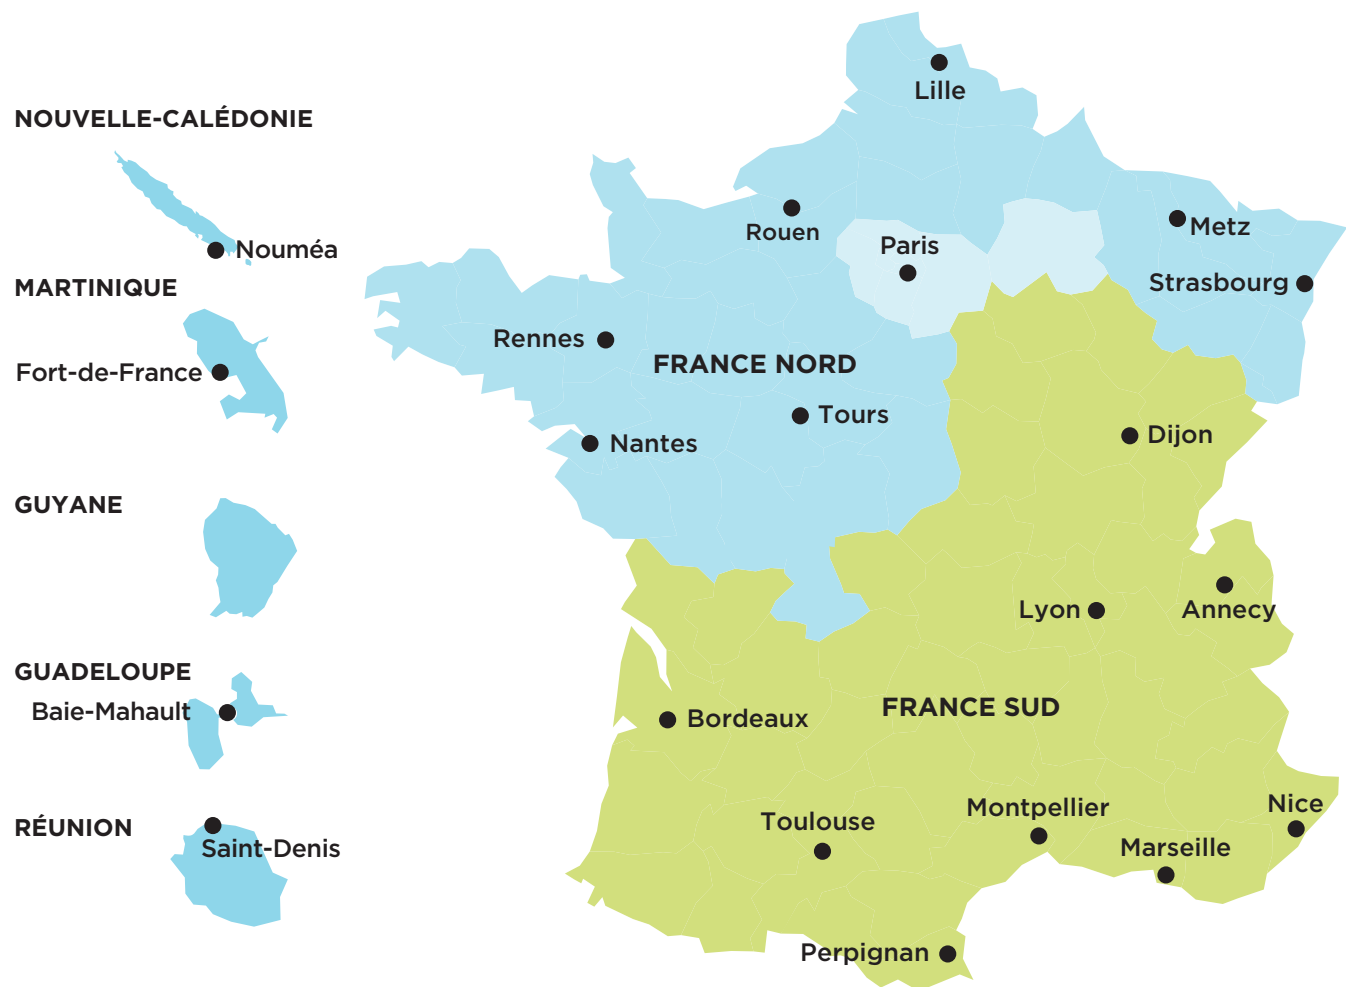 NOUVELLE-CALÉDONIE
Nouméa
MARTINIQUE
Fort-de-France
GUYANE
GUADELOUPE
Baie-Mahault
RÉUNION
Saint-Denis
Lille
Rouen
Paris
Metz
Strasbourg
Rennes
FRANCE NORD
Tours
Nantes
Dijon
Lyon
Annecy
FRANCE SUD
Bordeaux
Toulouse
Montpellier
Nice
Marseille
Perpignan